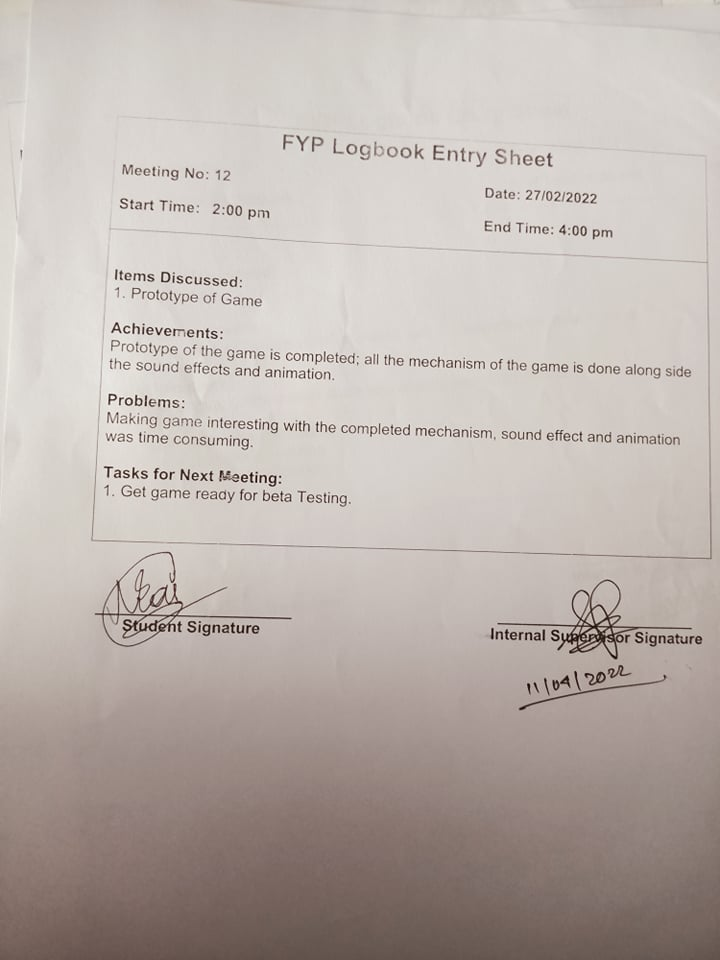 FYP Logbook Entry Sheet
Meeting No: 12
Date: 27/02/2022
Start Time: 2:00 pm
End Time: 4:00 pm
Items Discussed:
1. Prototype of Game
Achievements:
Prototype of the game is completed; all the mechanism of the game is done along side
the sound effects and animation.
Problems:
Making game interesting with the completed mechanism, sound effect and animation
was time consuming.
Tasks for Next Meeting:
1. Get game ready for beta Testing.
Student Signature
Internal Supervisor Signature
11/04/2022